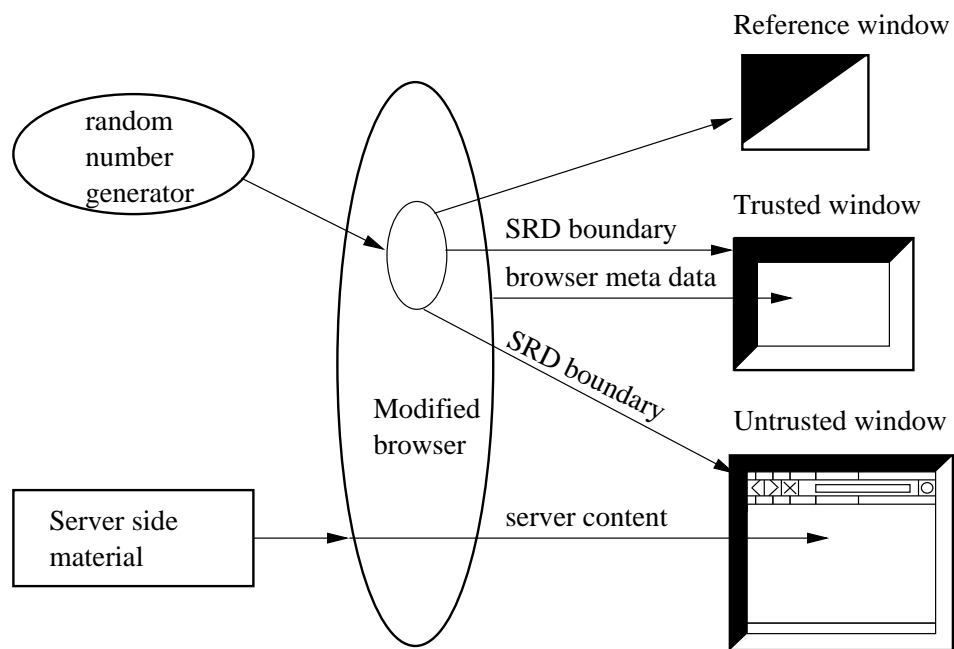 Reference window
random
number
generator
Trusted window
SRD boundary
browser meta data
SRD boundary
Modified
browser
Untrusted window
Server side
material
server content